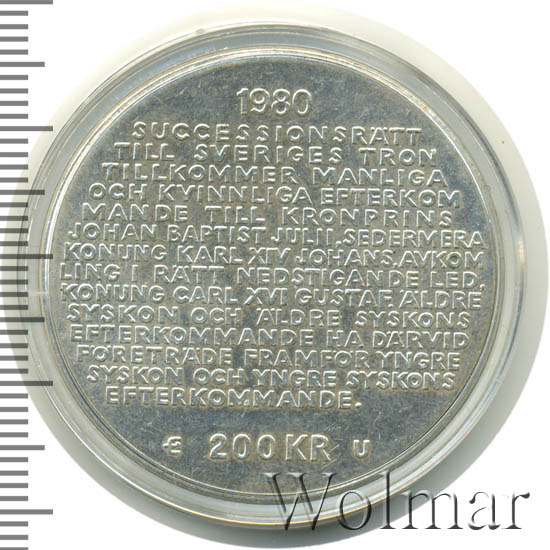 1980
SUCCESSIONSRÄTT
TILL SVERIGES TRON
TILLKOMMER MANLIGA
OCH KVINNLIGA EFTERKOM
MANDE TILL KRONPRINS
JOHAN BAPTIST JULII, SEDERMERA
KONUNG KARL XIV JOHANS, AVKOM
LING I RÄTT NEDSTIGANDE LED,
KONUNG CARL XVI GUSTAF. ÄLDRE
SYSKON OCH ÄLDRE SYSKONS
EFTERKOMMANDE HA DÄRVID
FÖRETRÄDE FRAMFÖR YNGRE
SYSKON OCH YNGRE SYSKONS
EFTERKOMMANDE.
200 KR U
Wolmar